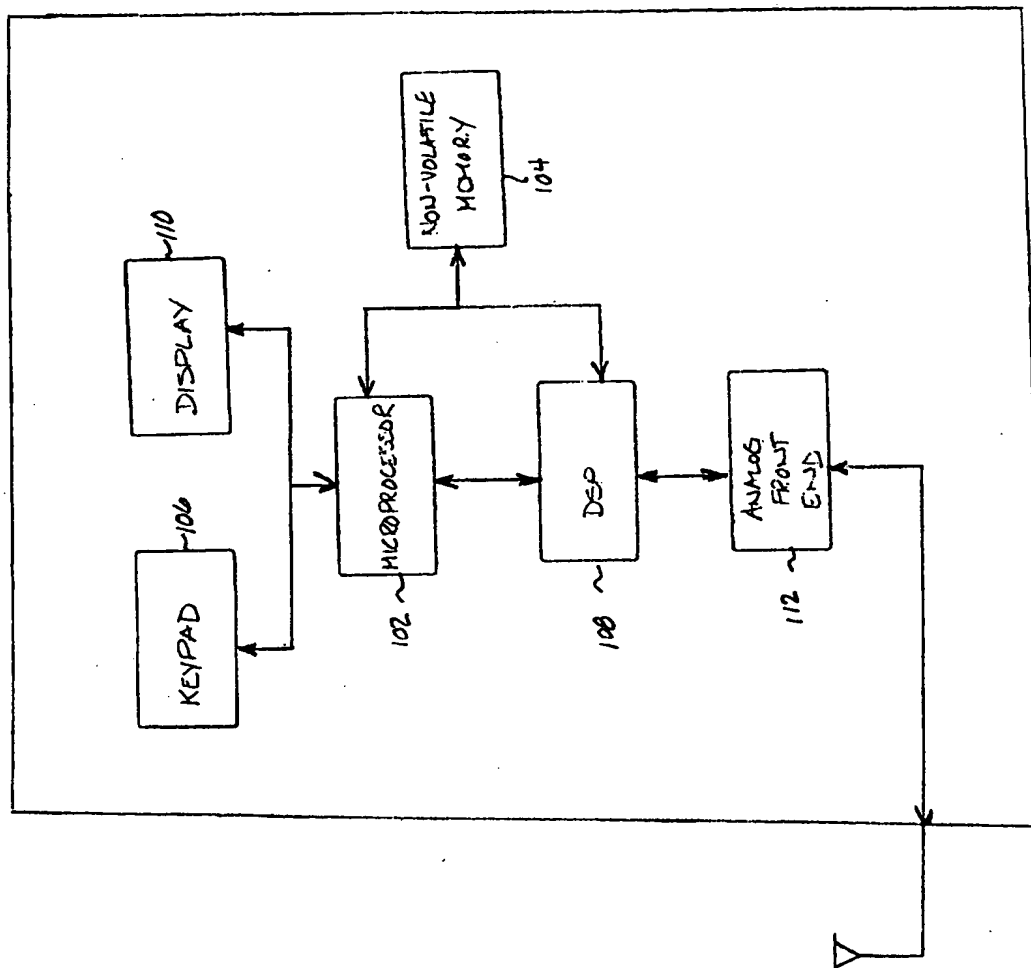 KEYPAD
106
DISPLAY
110
MICROPROCESSOR
102
NON-VOLATILE
MEMORY
104
DSP
108
ANALOG
FRONT
END
112